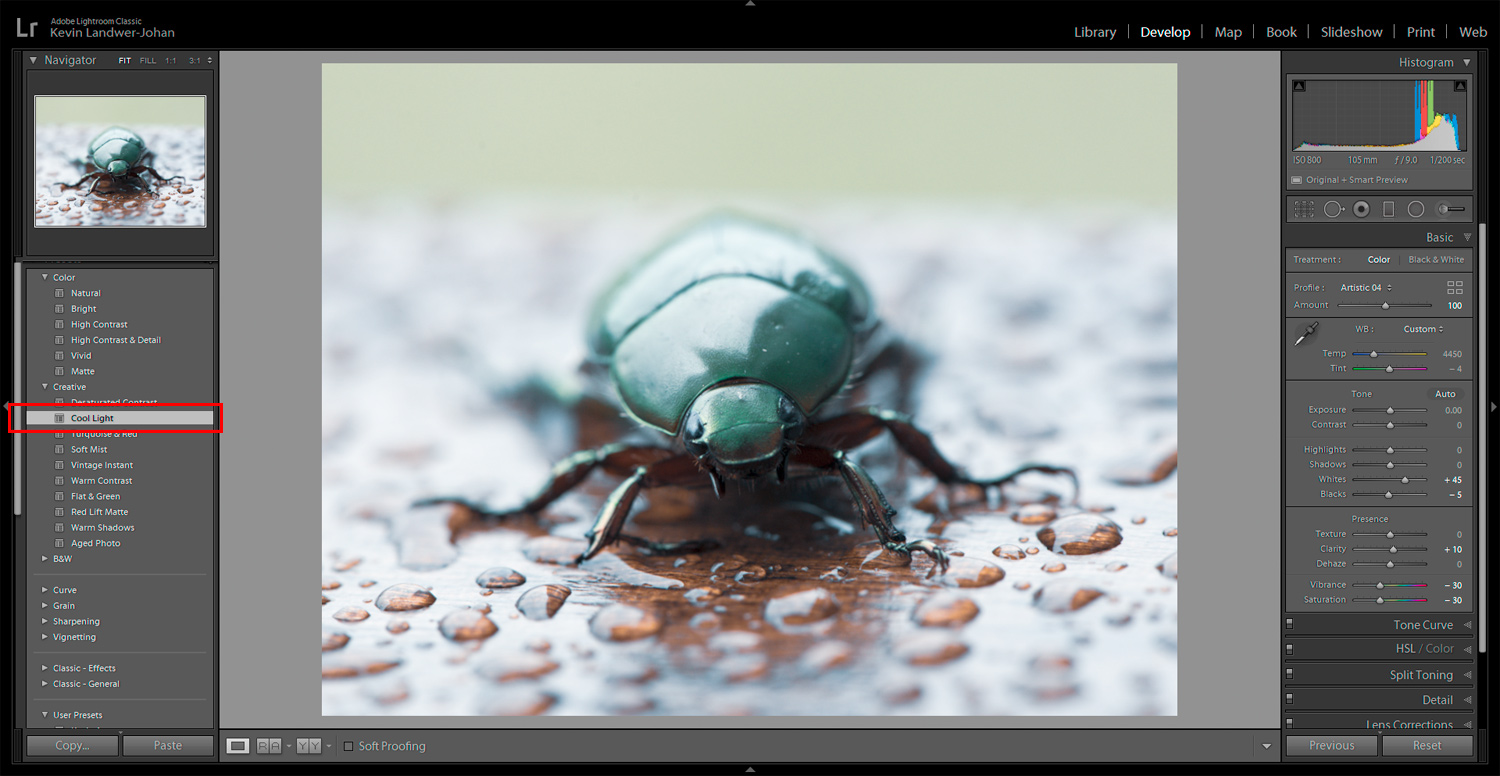 Lr
Adobe Lightroom Classic
Kevin Landwer-Johan
Library | Develop | Map | Book | Slideshow | Print | Web
Navigator FIT FILL 1:1 3:1
Color
Natural
Bright
High Contrast
High Contrast & Detail
Vivid
Matte
Creative
Desaturated Contrast
Cool Light
Turquoise & Red
Soft Mist
Vintage Instant
Warm Contrast
Flat & Green
Red Lift Matte
Warm Shadows
Aged Photo
B&W
Curve
Grain
Sharpening
Vignetting
Classic - Effects
Classic - General
User Presets
Copy... Paste
R A Y Y Soft Proofing
Histogram
ISO 800 105 mm ƒ / 9.0 1/200 sec
Original + Smart Preview
Basic
Treatment : Color | Black & White
Profile : Artistic 04
Amount 100
WB : Custom
Temp 4450
Tint – 4
Tone Auto
Exposure 0.00
Contrast 0
Highlights 0
Shadows 0
Whites + 45
Blacks – 5
Presence
Texture 0
Clarity + 10
Dehaze 0
Vibrance – 30
Saturation – 30
Tone Curve
HSL / Color
Split Toning
Detail
Lens Corrections
Previous Reset